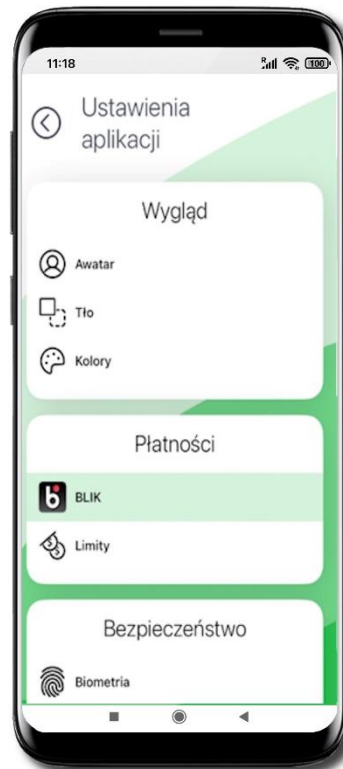 11:18
R
100
Ustawienia
aplikacji
Wygląd
Awatar
Tło
Kolory
Płatności
b
BLIK
Limity
Bezpieczeństwo
Biometria